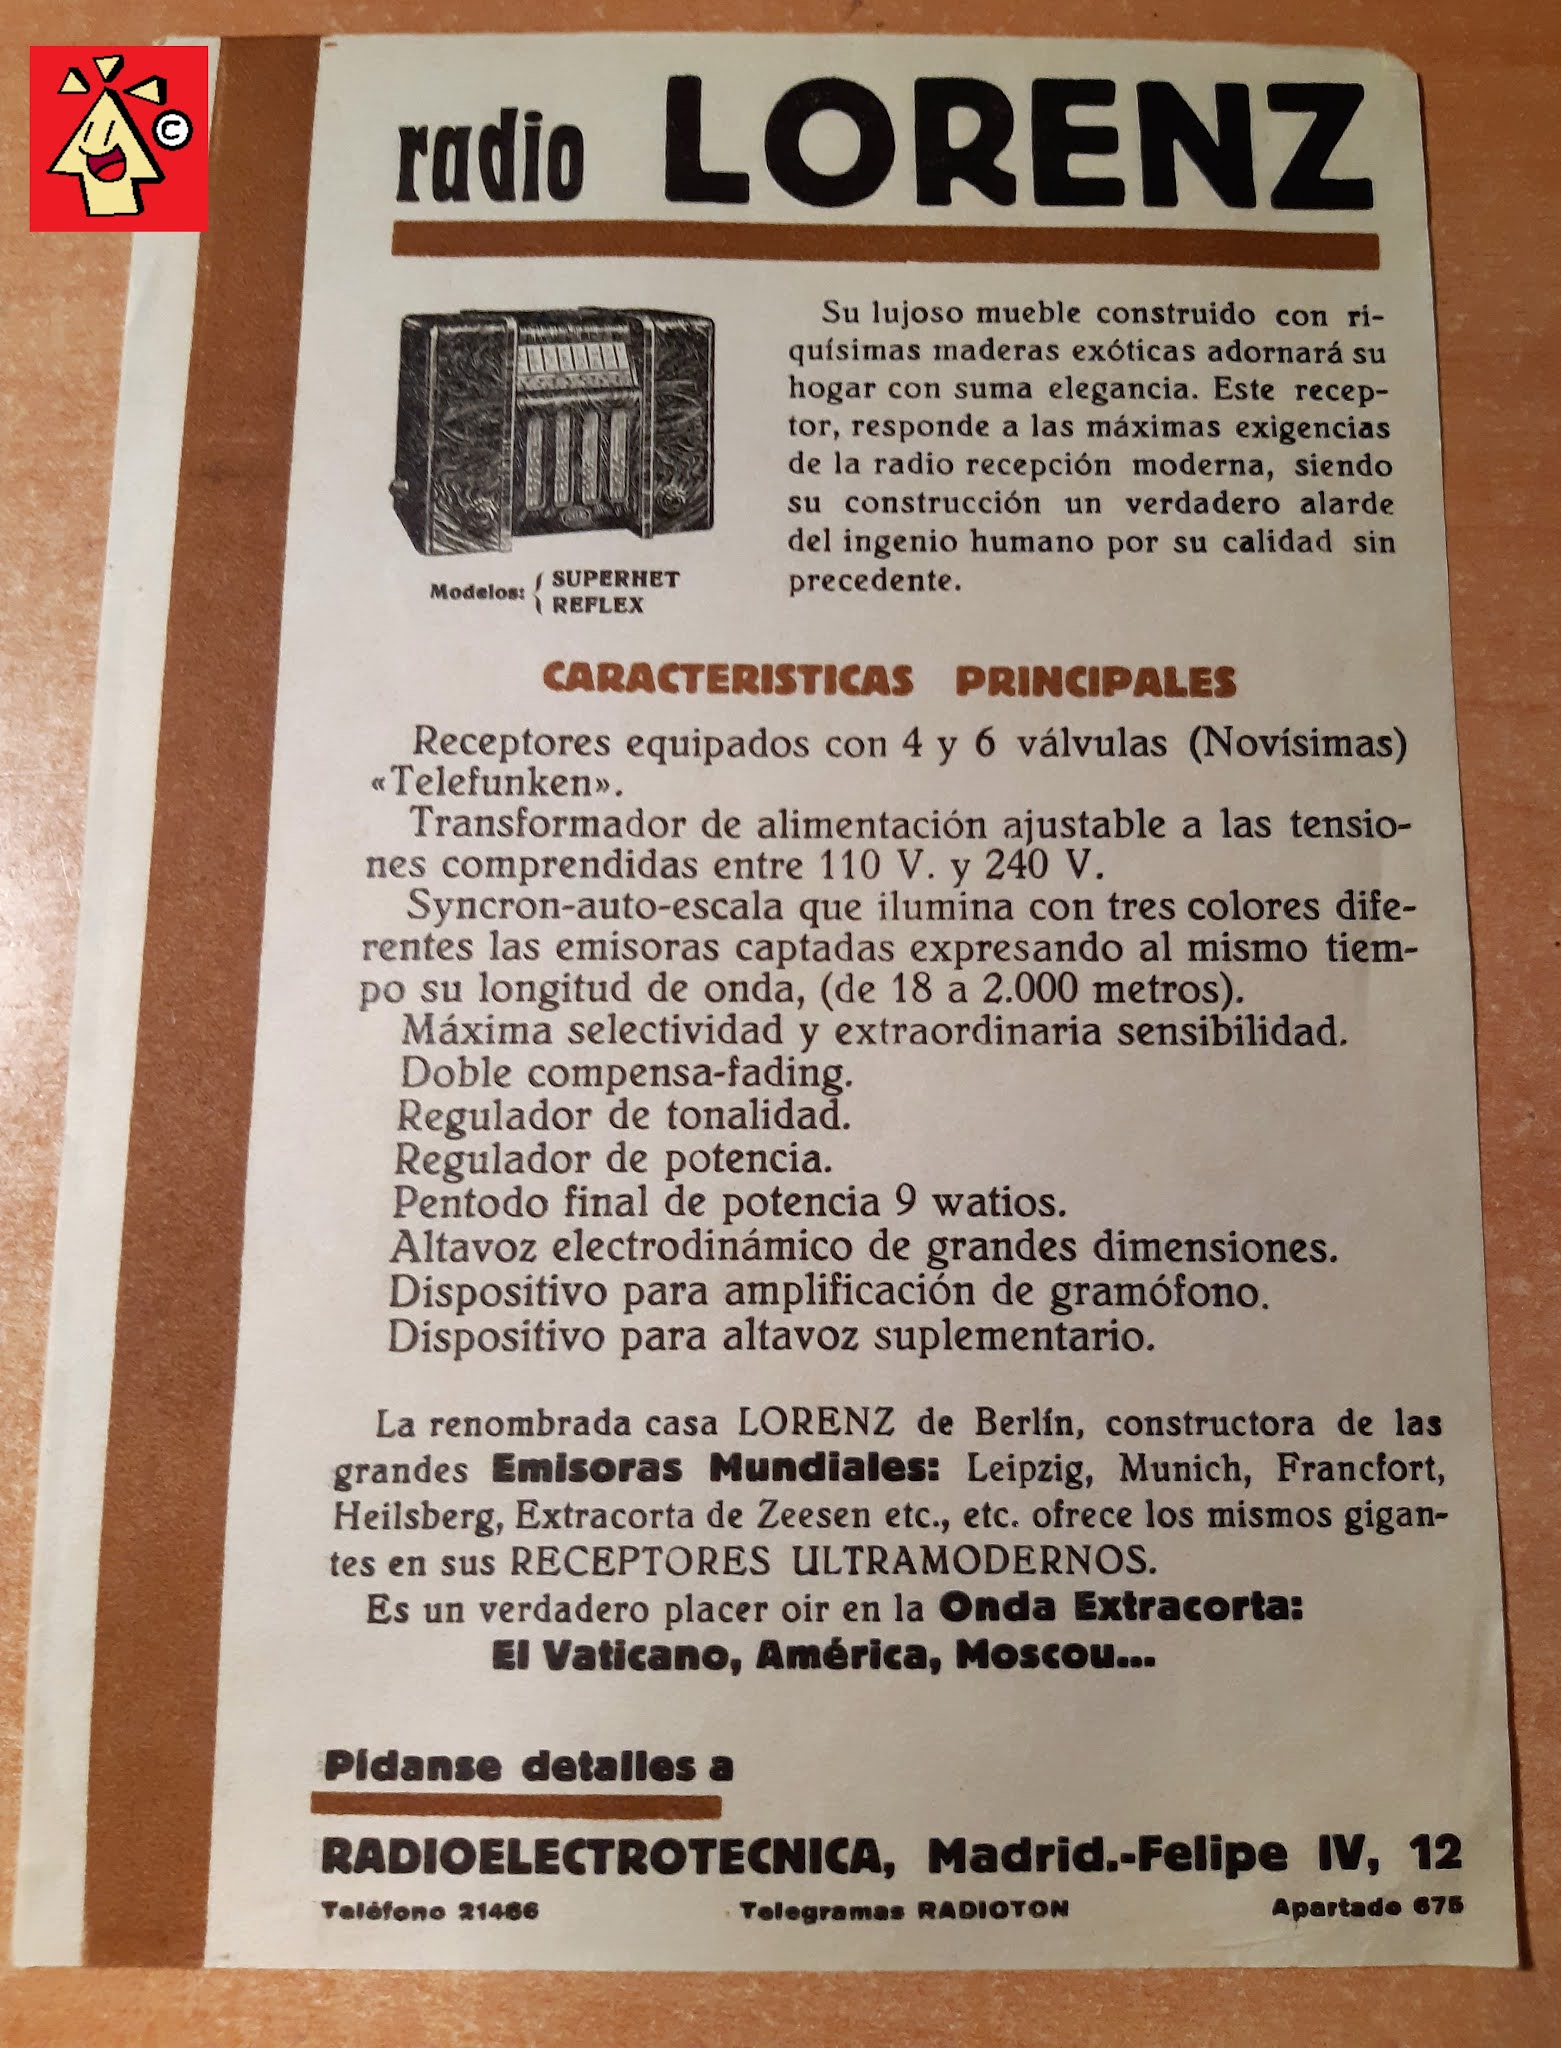 ©
radio LORENZ
Su lujoso mueble construido con ri-
quísimas maderas exóticas adornará su
hogar con suma elegancia. Este recep-
tor, responde a las máximas exigencias
de la radio recepción moderna, siendo
su construcción un verdadero alarde
del ingenio humano por su calidad sin
precedente.
Modelos: { SUPERHET
REFLEX
CARACTERISTICAS PRINCIPALES
Receptores equipados con 4 y 6 válvulas (Novísimas)
«Telefunken».
Transformador de alimentación ajustable a las tensio-
nes comprendidas entre 110 V. y 240 V.
Syncron-auto-escala que ilumina con tres colores dife-
rentes las emisoras captadas expresando al mismo tiem-
po su longitud de onda, (de 18 a 2.000 metros).
Máxima selectividad y extraordinaria sensibilidad.
Doble compensa-fading.
Regulador de tonalidad.
Regulador de potencia.
Pentodo final de potencia 9 watios.
Altavoz electrodinámico de grandes dimensiones.
Dispositivo para amplificación de gramófono.
Dispositivo para altavoz suplementario.
La renombrada casa LORENZ de Berlín, constructora de las
grandes Emisoras Mundiales: Leipzig, Munich, Francfort,
Heilsberg, Extracorta de Zeesen etc., etc. ofrece los mismos gigan-
tes en sus RECEPTORES ULTRAMODERNOS.
Es un verdadero placer oir en la Onda Extracorta:
El Vaticano, América, Moscou...
Pídanse detalles a
RADIOELECTROTECNICA, Madrid.-Felipe IV, 12
Teléfono 21466 Telegramas RADIOTON Apartado 675